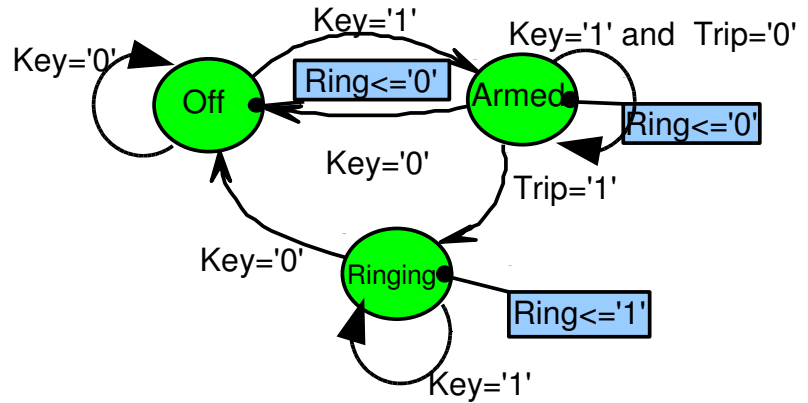 Key='1'
Key='1' and Trip='0'
Key='0'
Ring<='0'
Off
Armed
Ring<='0'
Key='0'
Trip='1'
Key='0'
Ringing
Ring<='1'
Key='1'